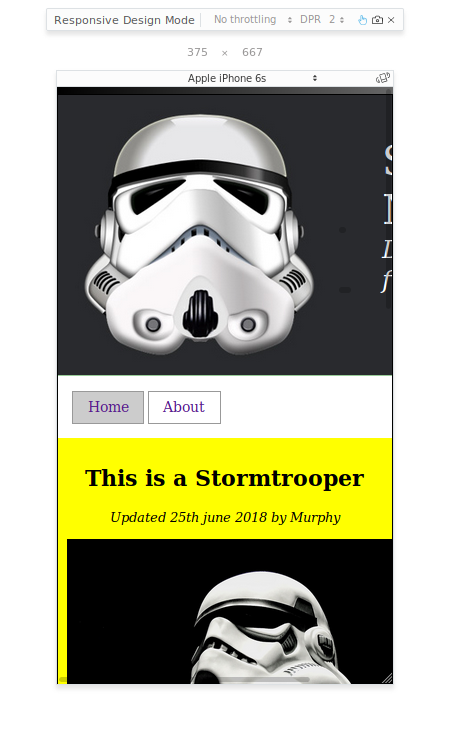 Responsive Design Mode No throttling DPR 2
375 × 667
Apple iPhone 6s
Home About
This is a Stormtrooper
Updated 25th june 2018 by Murphy